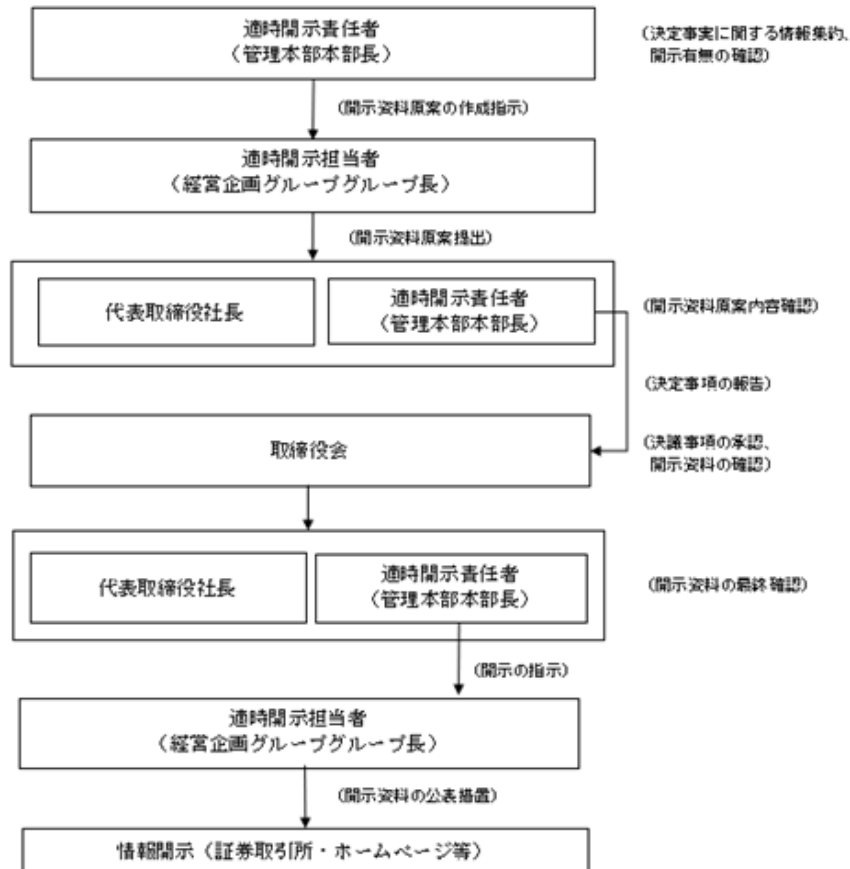 適時開示責任者
（管理本部本部長）
（決定事実に関する情報集約、
開示有無の確認）
（開示資料原案の作成指示）
適時開示担当者
（経営企画グループグループ長）
（開示資料原案提出）
代表取締役社長
適時開示責任者
（管理本部本部長）
（開示資料原案内容確認）
（決定事項の報告）
取締役会
（決議事項の承認、
開示資料の確認）
代表取締役社長
適時開示責任者
（管理本部本部長）
（開示資料の最終確認）
（開示の指示）
適時開示担当者
（経営企画グループグループ長）
（開示資料の公表措置）
情報開示（証券取引所・ホームページ等）